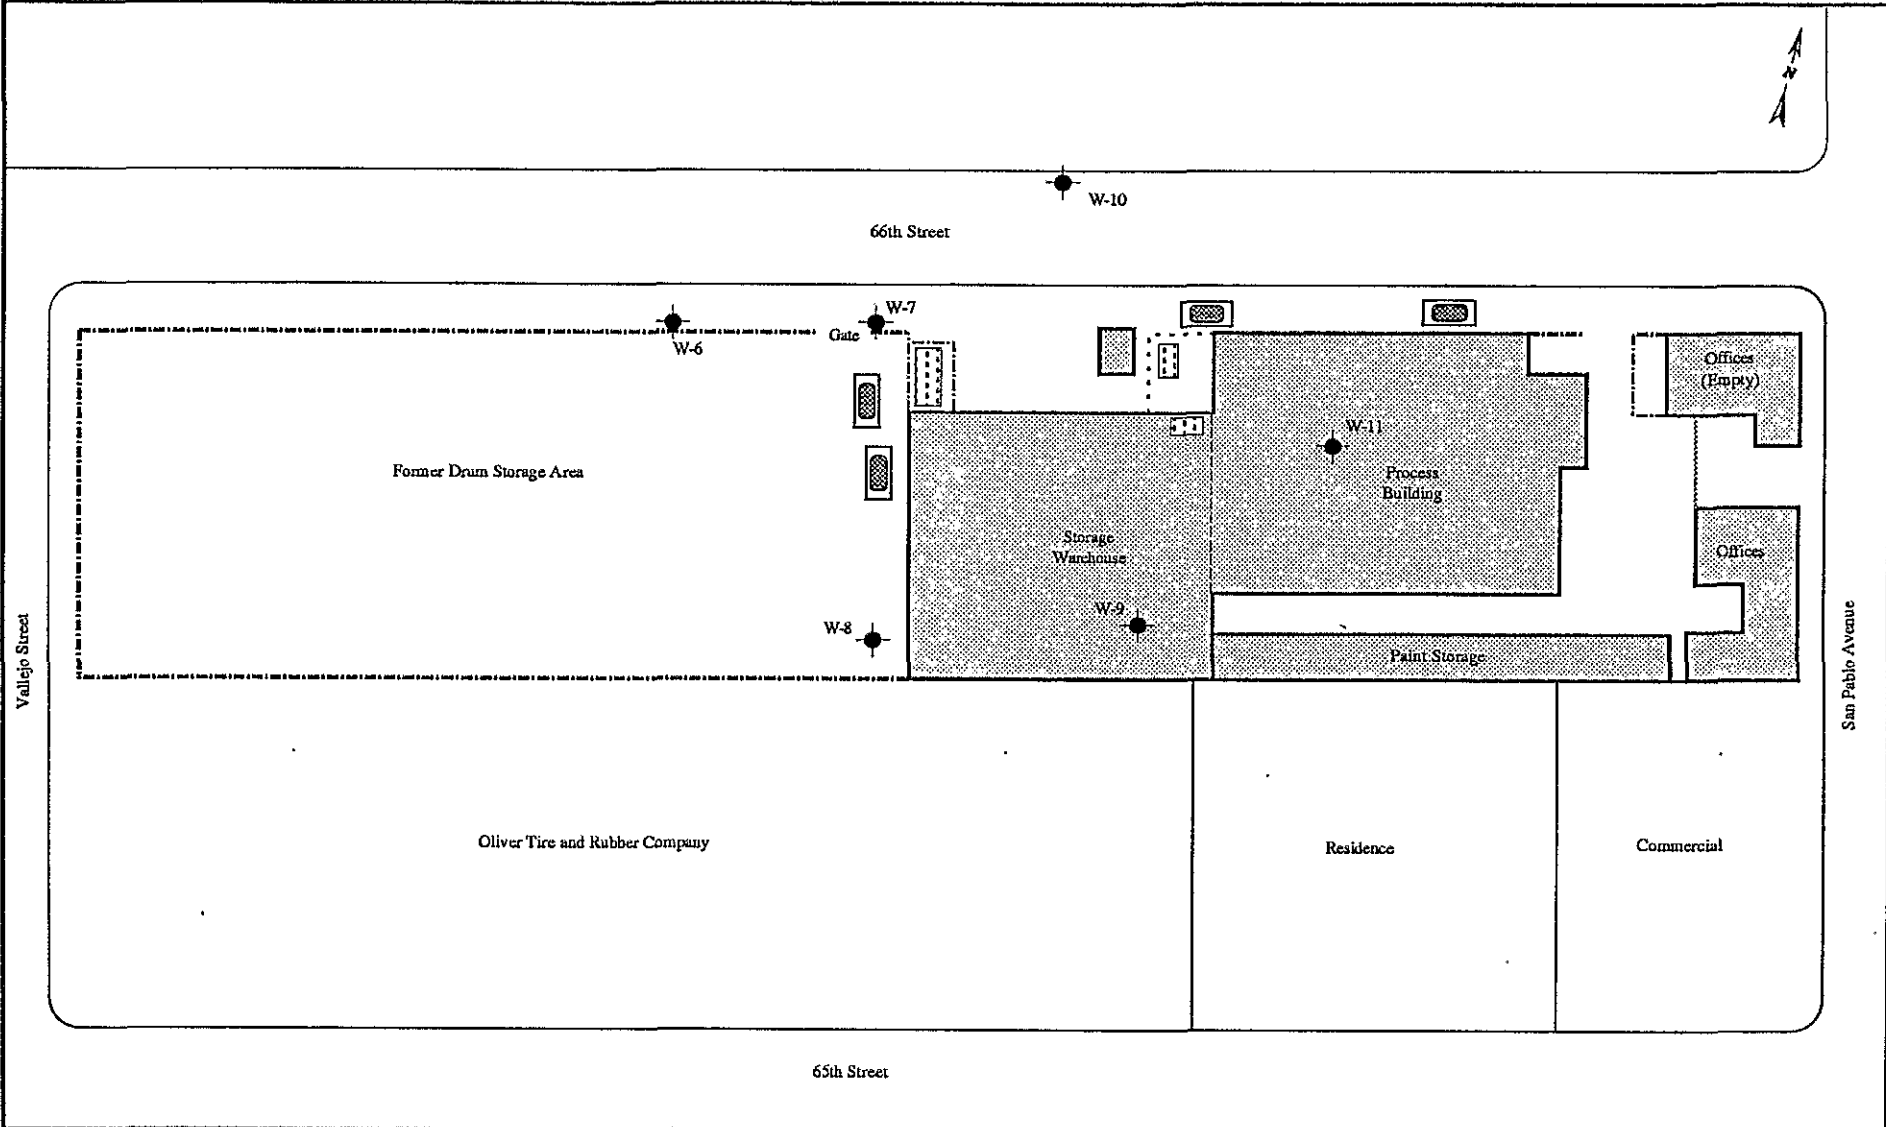 N
W-10
66th Street
W-7
Gate
W-6
Offices
(Empty)
W-11
Former Drum Storage Area
Process
Building
Storage
Warehouse
Offices
W-9
W-8
Paint Storage
Vallejo Street
San Pablo Avenue
Oliver Tire and Rubber Company
Residence
Commercial
65th Street